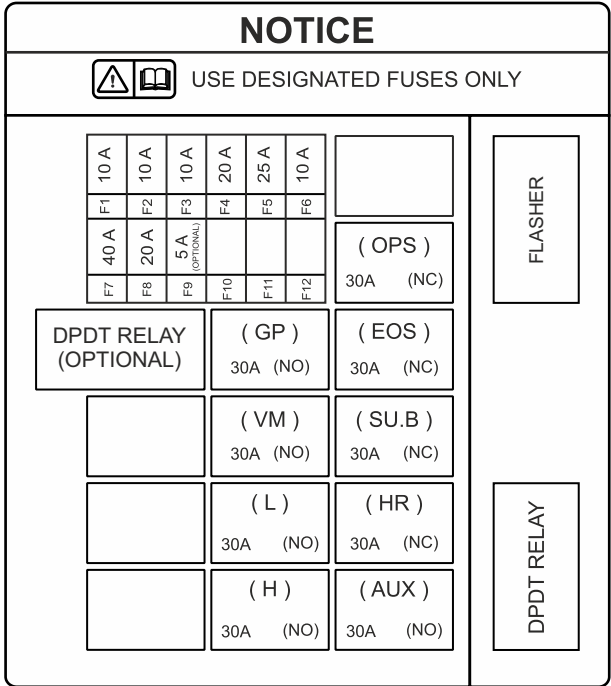 NOTICE
USE DESIGNATED FUSES ONLY
10 A
10 A
10 A
20 A
25 A
10 A
F1
F2
F3
F4
F5
F6
40 A
20 A
5 A
(OPTIONAL)
F7
F8
F9
F10
F11
F12
( OPS )
30A (NC)
FLASHER
DPDT RELAY
(OPTIONAL)
( GP )
30A (NO)
( EOS )
30A (NC)
( VM )
30A (NO)
( SU.B )
30A (NC)
( L )
30A (NO)
( HR )
30A (NC)
( H )
30A (NO)
( AUX )
30A (NO)
DPDT RELAY